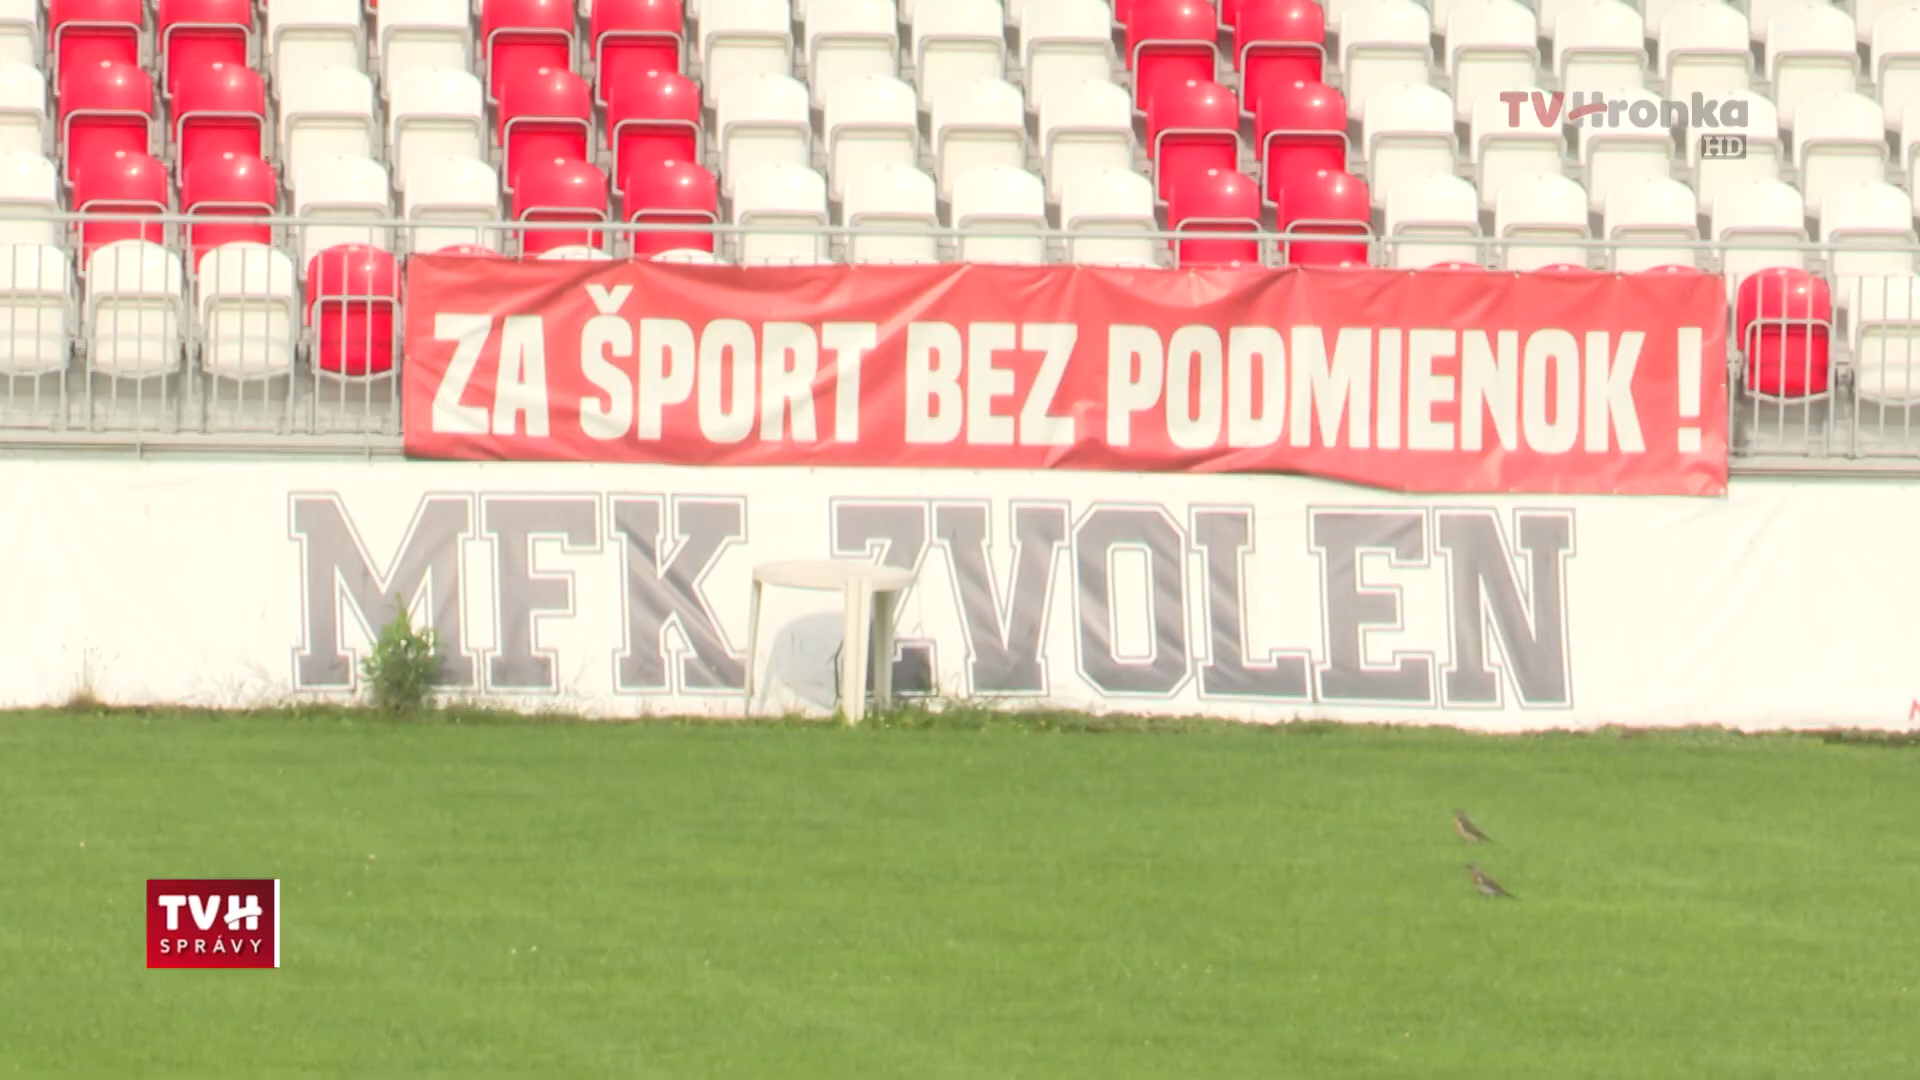 TVHronka
HD
ZA ŠPORT BEZ PODMIENOK !
MFK ZVOLEN
TVH
SPRÁVY